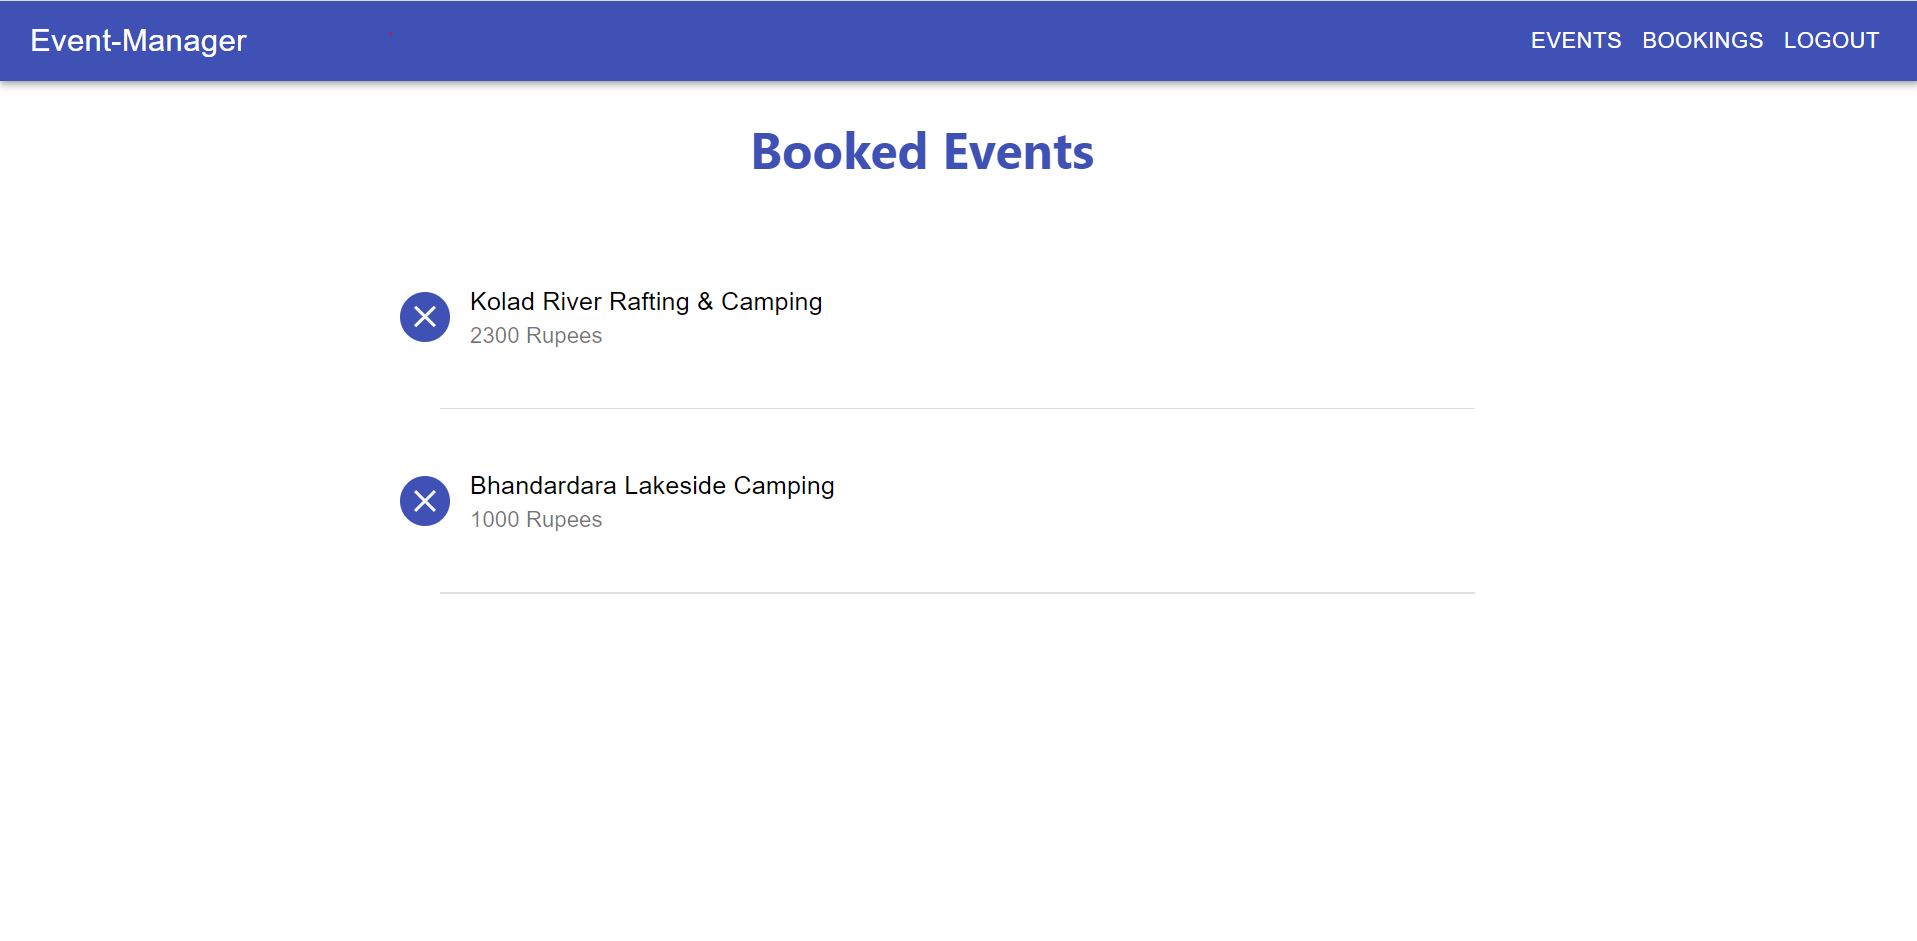 Event-Manager
EVENTS BOOKINGS LOGOUT
Booked Events
Kolad River Rafting & Camping
2300 Rupees
Bhandardara Lakeside Camping
1000 Rupees